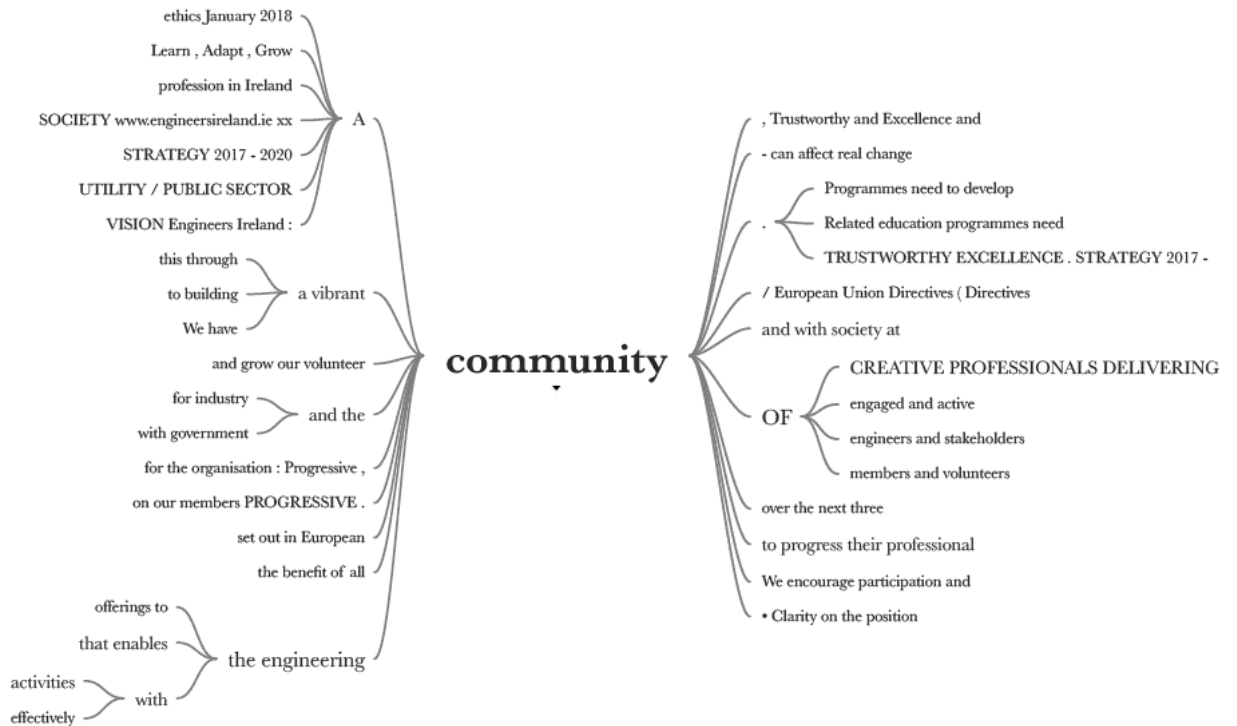 ethics January 2018
Learn , Adapt , Grow
profession in Ireland
SOCIETY www.engineersireland.ie xx
STRATEGY 2017 - 2020
UTILITY / PUBLIC SECTOR
VISION Engineers Ireland :
A
this through
to building
We have
a vibrant
and grow our volunteer
for industry
with government
and the
for the organisation : Progressive ,
on our members PROGRESSIVE .
set out in European
the benefit of all
offerings to
that enables
activities
effectively
with
the engineering
community
, Trustworthy and Excellence and
- can affect real change
.
Programmes need to develop
Related education programmes need
TRUSTWORTHY EXCELLENCE . STRATEGY 2017 -
/ European Union Directives ( Directives
and with society at
OF
CREATIVE PROFESSIONALS DELIVERING
engaged and active
engineers and stakeholders
members and volunteers
over the next three
to progress their professional
We encourage participation and
• Clarity on the position